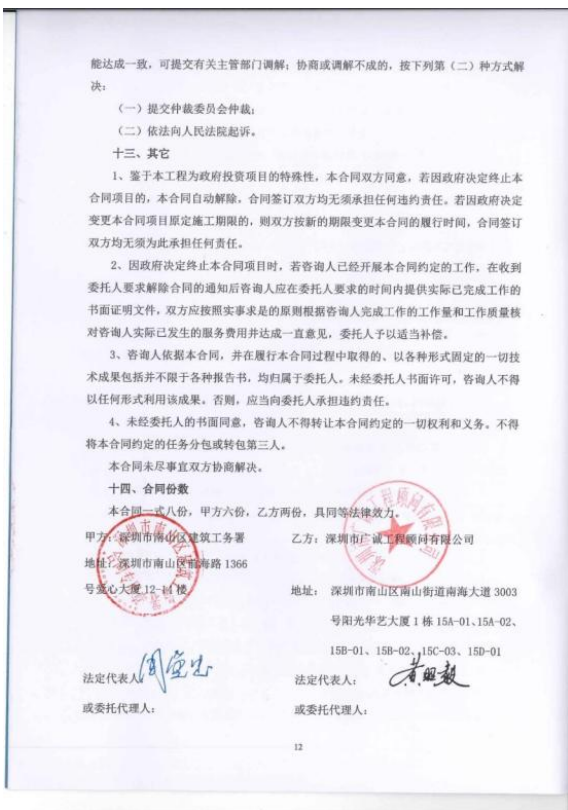 能达成一致，可提交有关主管部门调解；协商或调解不成的，按下列第（二）种方式解
决：
（一）提交仲裁委员会仲裁；
（二）依法向人民法院起诉。
十三、其它
1、鉴于本工程为政府投资项目的特殊性，本合同双方同意，若因政府决定终止本
合同项目的，本合同自动解除，合同签订双方均无须承担任何违约责任。若因政府决定
变更本合同项目原定施工期限的，则双方按新的期限变更本合同的履行时间，合同签订
双方均无须为此承担任何责任。
2、因政府决定终止本合同项目时，若咨询人已经开展本合同约定的工作，在收到
委托人要求解除合同的通知后咨询人应在委托人要求的时间内提供实际已完成工作的
书面证明文件，双方应按照实事求是的原则根据咨询人完成工作的工作量和工作质量核
对咨询人实际已发生的服务费用并达成一直意见，委托人予以适当补偿。
3、咨询人依据本合同，并在履行本合同过程中取得的、以各种形式固定的一切技
术成果包括并不限于各种报告书，均归属于委托人。未经委托人书面许可，咨询人不得
以任何形式利用该成果。否则，应当向委托人承担违约责任。
4、未经委托人的书面同意，咨询人不得转让本合同约定的一切权利和义务。不得
将本合同约定的任务分包或转包第三人。
本合同未尽事宜双方协商解决。
十四、合同份数
本合同一式八份，甲方六份，乙方两份，具同等法律效力。
甲方：深圳市南山区建筑工务署
乙方：深圳市广诚工程顾问有限公司
地址：深圳市南山区前海路 1366
号爱心大厦 12-14 楼
地址： 深圳市南山区南山街道南海大道 3003
号阳光华艺大厦 1 栋 15A-01、15A-02、
15B-01、15B-02、15C-03、15D-01
法定代表人
法定代表人： 黄照毅
或委托代理人：
或委托代理人：
12